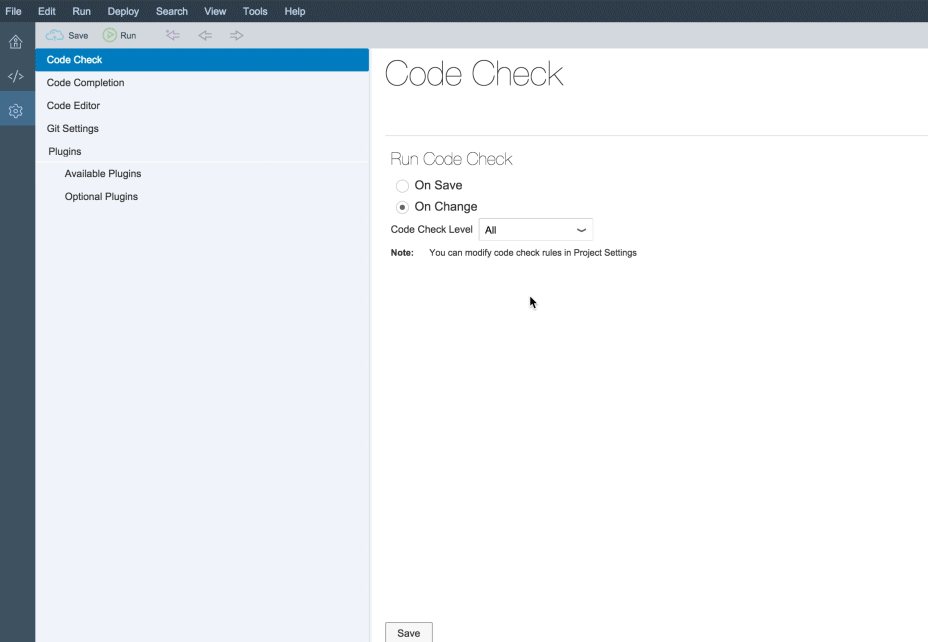 File Edit Run Deploy Search View Tools Help
Save Run
Code Check
Code Completion
Code Editor
Git Settings
Plugins
Available Plugins
Optional Plugins
Code Check
Run Code Check
On Save
On Change
Code Check Level All
Note: You can modify code check rules in Project Settings
Save